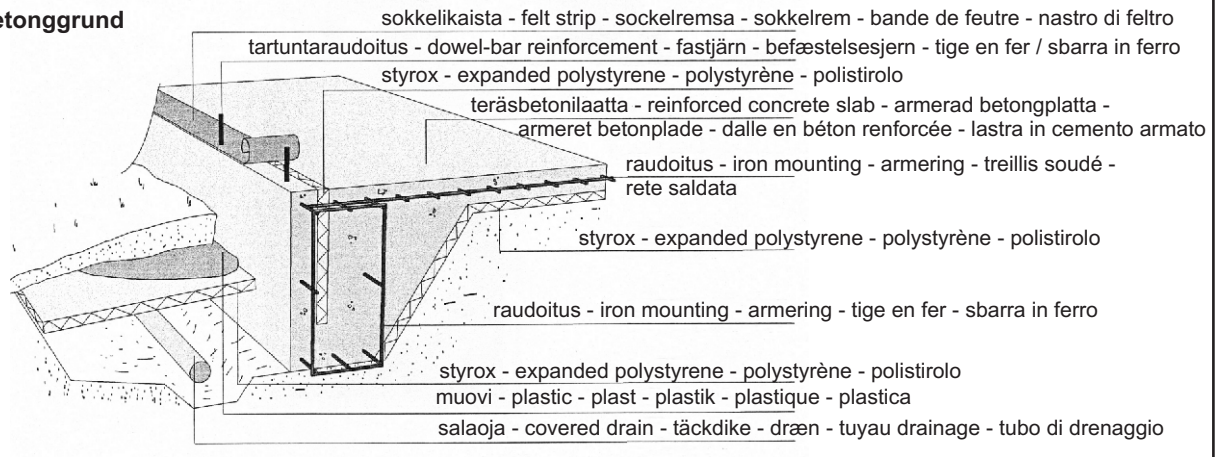 etonggrund
sokkelikaista - felt strip - sockelremsa - sokkelrem - bande de feutre - nastro di feltro
tartuntaraudoitus - dowel-bar reinforcement - fastjärn - befæstelsesjern - tige en fer / sbarra in ferro
styrox - expanded polystyrene - polystyrène - polistirolo
teräsbetonilaatta - reinforced concrete slab - armerad betongplatta -
armeret betonplade - dalle en béton renforcée - lastra in cemento armato
raudoitus - iron mounting - armering - treillis soudé -
rete saldata
styrox - expanded polystyrene - polystyrène - polistirolo
raudoitus - iron mounting - armering - tige en fer - sbarra in ferro
styrox - expanded polystyrene - polystyrène - polistirolo
muovi - plastic - plast - plastik - plastique - plastica
salaoja - covered drain - täckdike - dræn - tuyau drainage - tubo di drenaggio